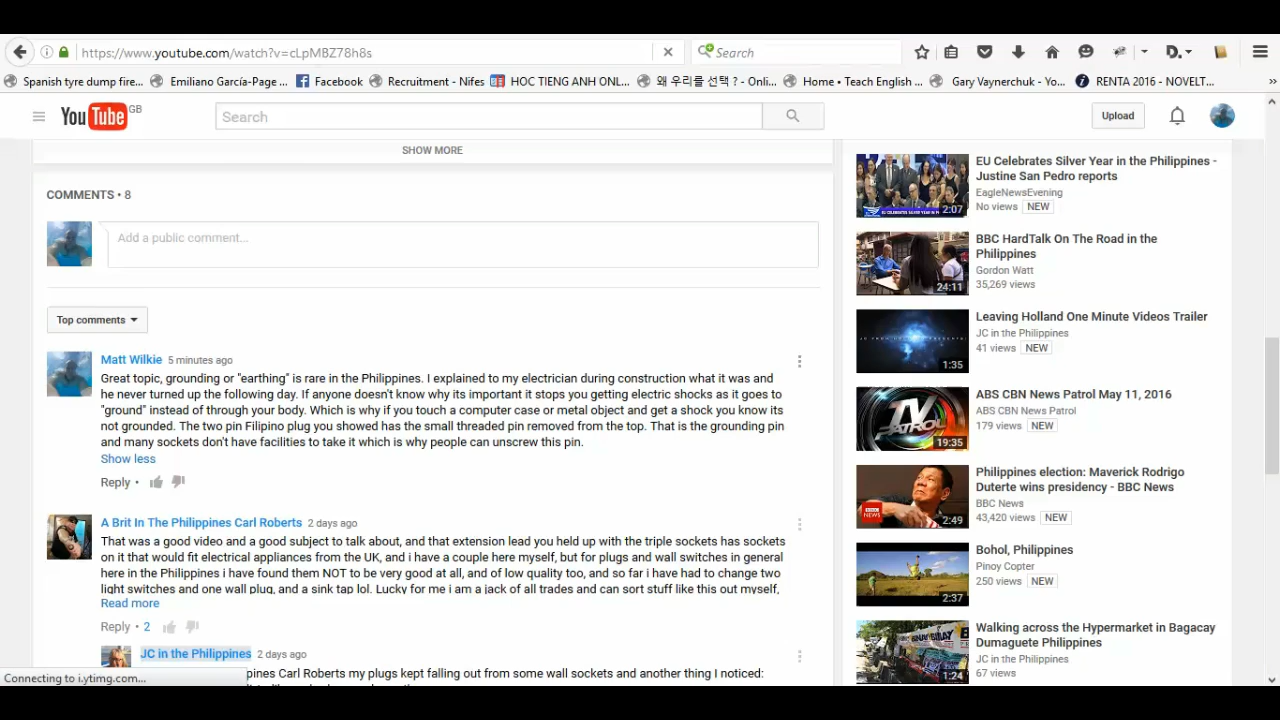 https://www.youtube.com/watch?v=cLpMBZ78h8s
Search
D.
Spanish tyre dump fire...
Emiliano García-Page ...
Facebook
Recruitment - Nifes
HOC TIENG ANH ONL...
왜 우리를 선택 ? - Onli...
Home • Teach English ...
Gary Vaynerchuk - Yo...
RENTA 2016 - NOVELT...
YouTube GB
Search
Upload
SHOW MORE
COMMENTS • 8
Add a public comment...
Top comments
Matt Wilkie 5 minutes ago
Great topic, grounding or "earthing" is rare in the Philippines. I explained to my electrician during construction what it was and
he never turned up the following day. If anyone doesn't know why its important it stops you getting electric shocks as it goes to
"ground" instead of through your body. Which is why if you touch a computer case or metal object and get a shock you know its
not grounded. The two pin Filipino plug you showed has the small threaded pin removed from the top. That is the grounding pin
and many sockets don't have facilities to take it which is why people can unscrew this pin.
Show less
Reply •
A Brit In The Philippines Carl Roberts 2 days ago
That was a good video and a good subject to talk about, and that extension lead you held up with the triple sockets has sockets
on it that would fit electrical appliances from the UK, and i have a couple here myself, but for plugs and wall switches in general
here in the Philippines i have found them NOT to be very good at all, and of low quality too, and so far i have had to change two
light switches and one wall plug, and a sink tap lol. Lucky for me i am a jack of all trades and can sort stuff like this out myself,
Read more
Reply • 2
JC in the Philippines 2 days ago
pines Carl Roberts my plugs kept falling out from some wall sockets and another thing I noticed:
Connecting to i.ytimg.com...
2:07
EU Celebrates Silver Year in the Philippines -
Justine San Pedro reports
EagleNewsEvening
No views NEW
24:11
BBC HardTalk On The Road in the
Philippines
Gordon Watt
35,269 views
1:35
Leaving Holland One Minute Videos Trailer
JC in the Philippines
41 views NEW
TV
PATROL
19:35
ABS CBN News Patrol May 11, 2016
ABS CBN News Patrol
179 views NEW
BBC
NEWS
2:49
Philippines election: Maverick Rodrigo
Duterte wins presidency - BBC News
BBC News
43,420 views NEW
2:37
Bohol, Philippines
Pinoy Copter
250 views NEW
1:24
Walking across the Hypermarket in Bagacay
Dumaguete Philippines
JC in the Philippines
67 views